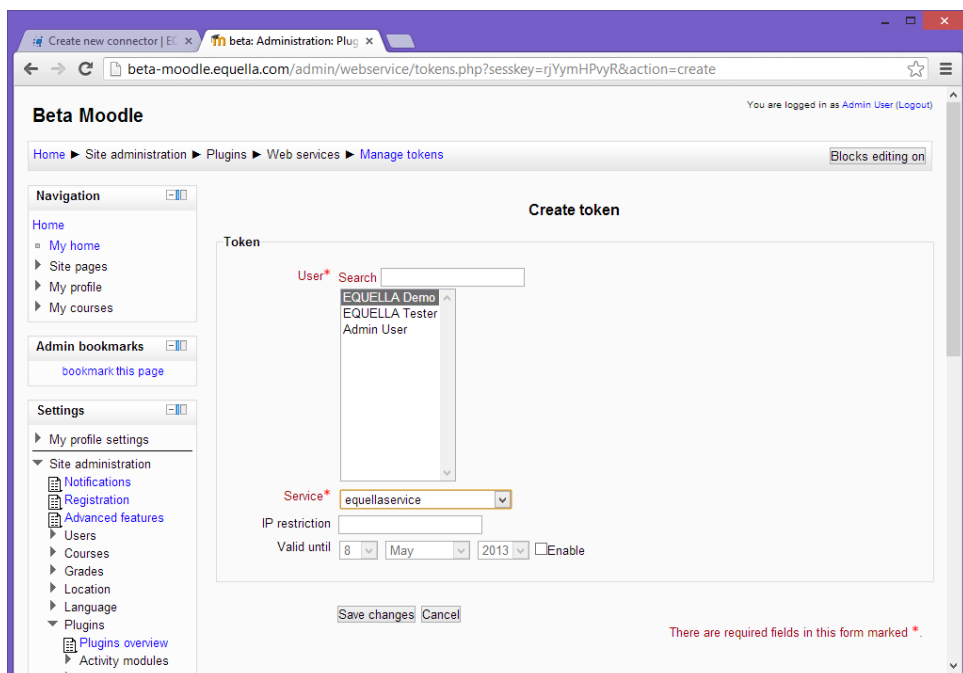 Create new connector | EC
beta: Administration: Plug
beta-moodle.equella.com/admin/webservice/tokens.php?sesskey=rjYymHPvyR&action=create
You are logged in as Admin User (Logout)
Beta Moodle
Home ► Site administration ► Plugins ► Web services ► Manage tokens
Blocks editing on
Navigation
Home
My home
Site pages
My profile
My courses
Admin bookmarks
bookmark this page
Settings
My profile settings
Site administration
Notifications
Registration
Advanced features
Users
Courses
Grades
Location
Language
Plugins
Plugins overview
Activity modules
Create token
Token
User* Search
EQUELLA Demo
EQUELLA Tester
Admin User
Service* equellaservice
IP restriction
Valid until 8 May 2013 Enable
Save changes Cancel
There are required fields in this form marked *.